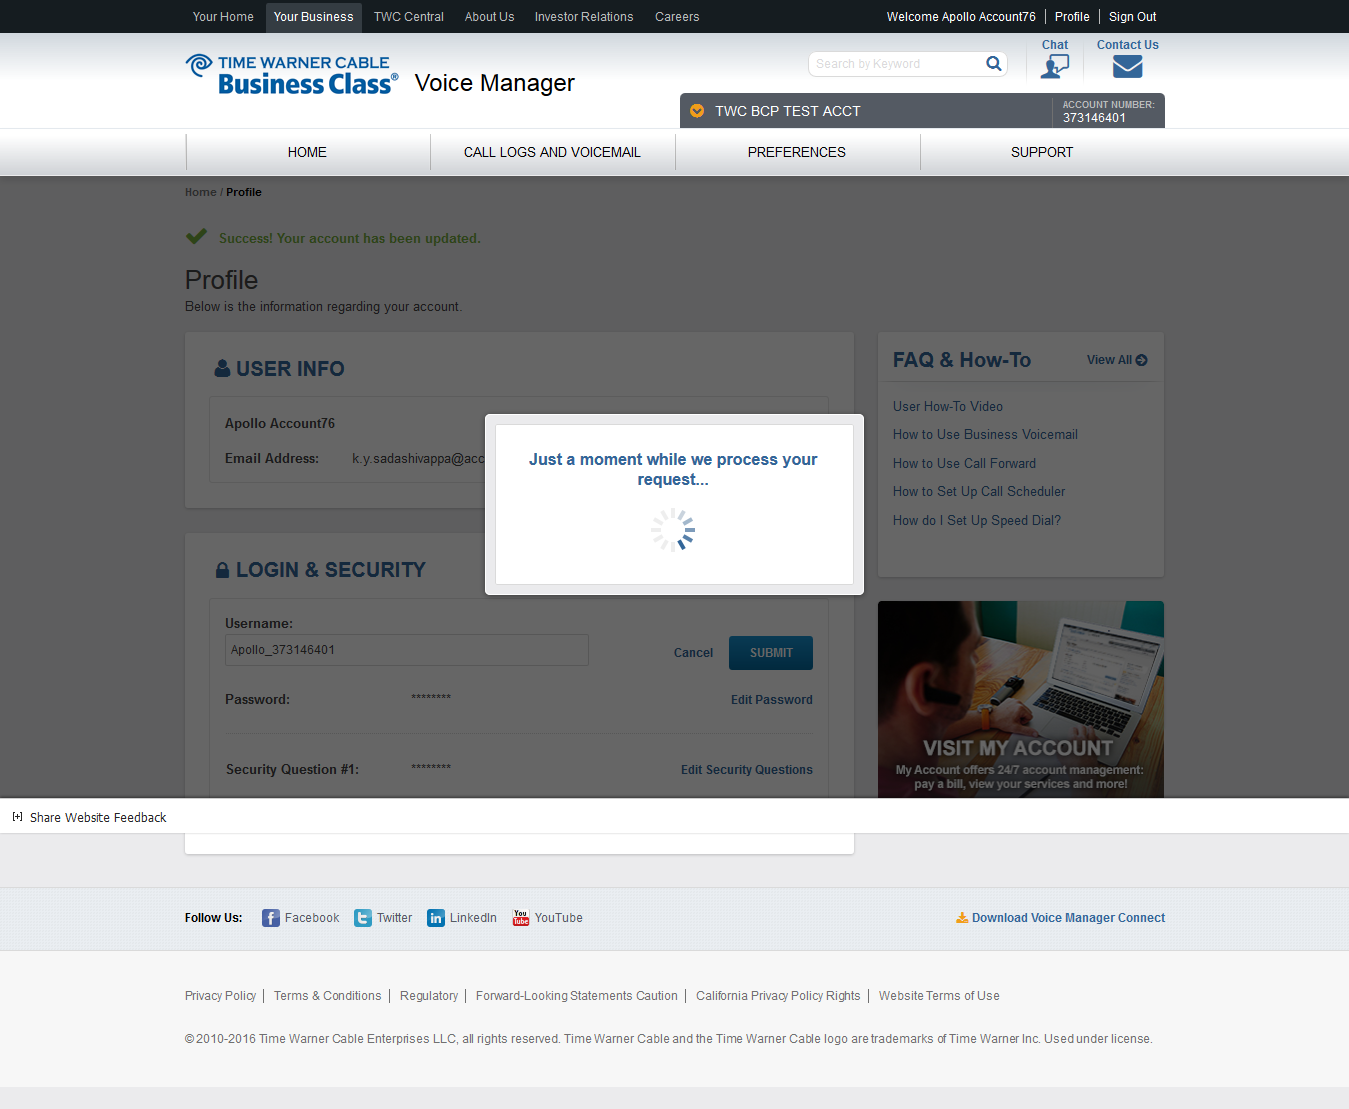 Your Home Your Business TWC Central About Us Investor Relations Careers Welcome Apollo Account76 Profile Sign Out
TIME WARNER CABLE
Business Class®
Voice Manager
Search by Keyword
Chat
Contact Us
TWC BCP TEST ACCT
ACCOUNT NUMBER:
373146401
HOME CALL LOGS AND VOICEMAIL PREFERENCES SUPPORT
Home / Profile
Success! Your account has been updated.
Profile
Below is the information regarding your account.
USER INFO
Apollo Account76
Email Address: k.y.sadashivappa@acc
Just a moment while we process your
request...
LOGIN & SECURITY
Username:
Apollo_373146401
Cancel SUBMIT
Password: ******** Edit Password
Security Question #1: ******** Edit Security Questions
FAQ & How-To View All
User How-To Video
How to Use Business Voicemail
How to Use Call Forward
How to Set Up Call Scheduler
How do I Set Up Speed Dial?
VISIT MY ACCOUNT
My Account offers 24/7 account management:
pay a bill, view your services and more!
[+] Share Website Feedback
Follow Us: Facebook Twitter LinkedIn YouTube Download Voice Manager Connect
Privacy Policy Terms & Conditions Regulatory Forward-Looking Statements Caution California Privacy Policy Rights Website Terms of Use
© 2010-2016 Time Warner Cable Enterprises LLC, all rights reserved. Time Warner Cable and the Time Warner Cable logo are trademarks of Time Warner Inc. Used under license.